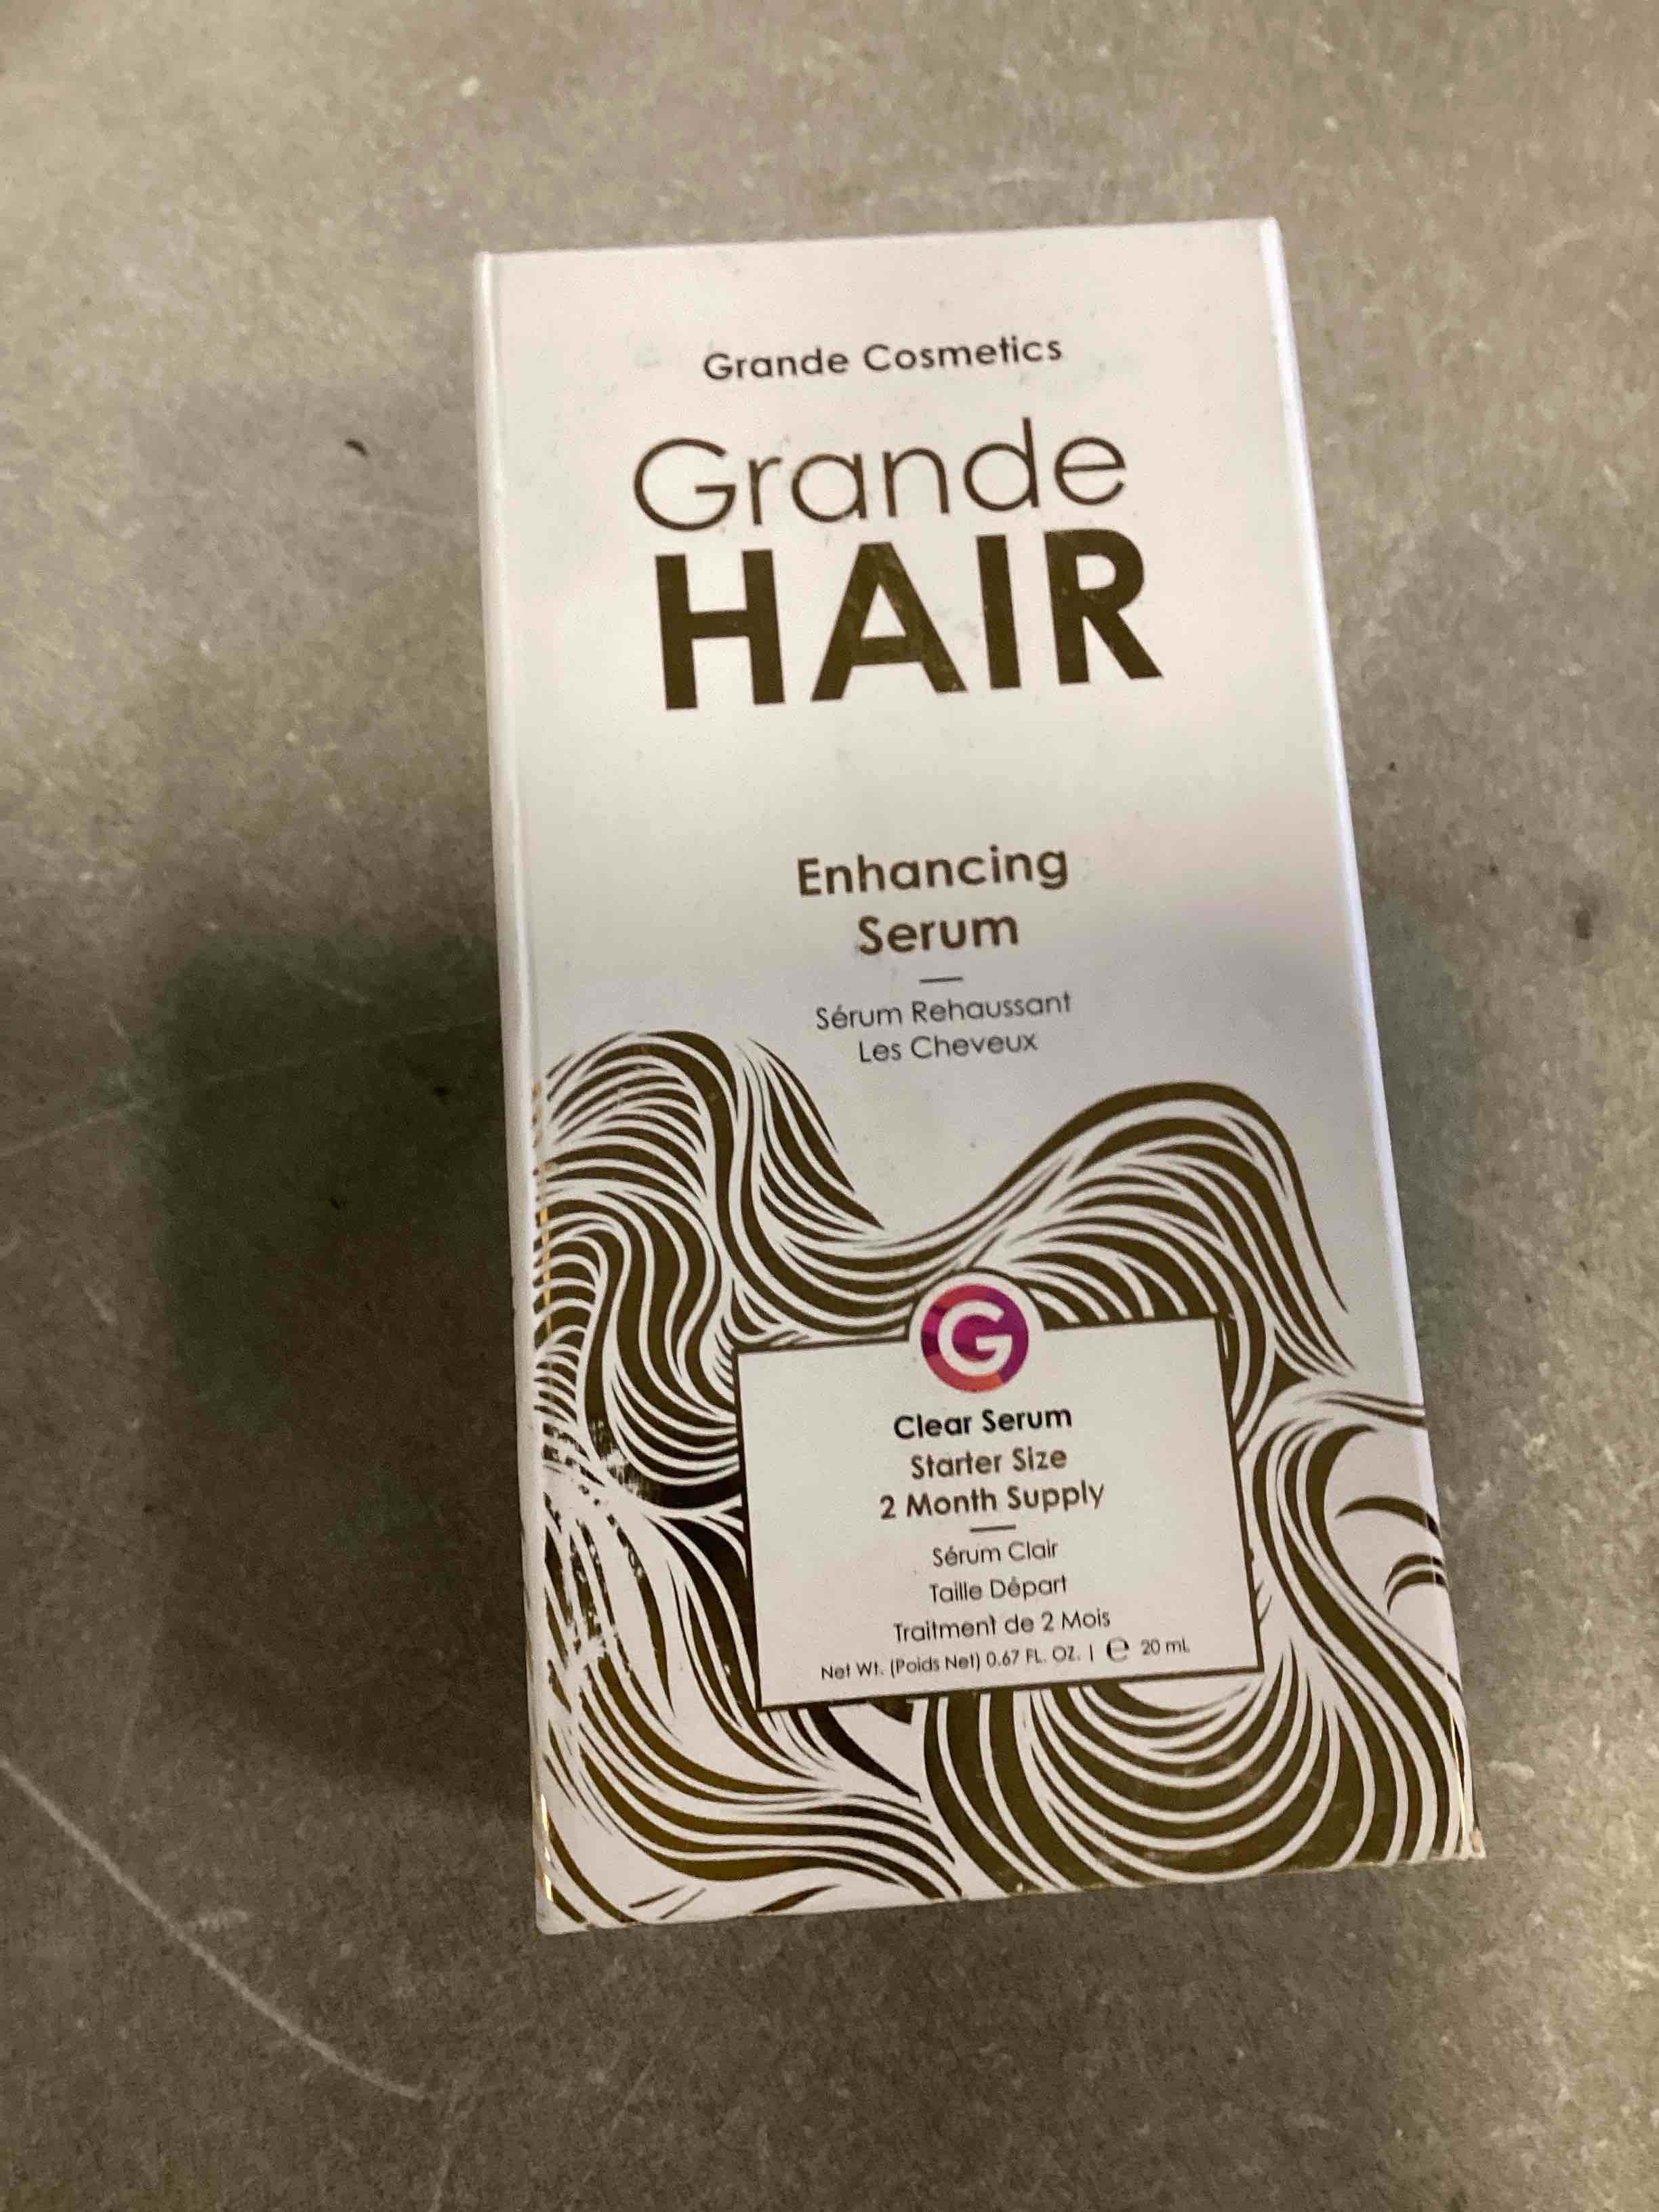 Grande Cosmetics
Grande
HAIR
Enhancing
Serum
Sérum Rehaussant
Les Cheveux
G
Clear Serum
Starter Size
2 Month Supply
Sérum Clair
Taille Départ
Traitment de 2 Mois
Net Wt. (Poids Net) 0.67 FL. OZ. | ℮ 20 mL